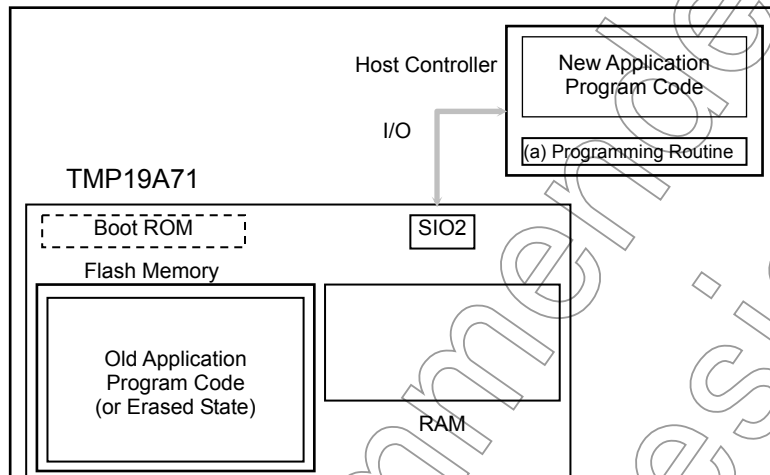 Host Controller
New Application
Program Code
I/O
(a) Programming Routine
TMP19A71
Boot ROM
SIO2
Flash Memory
Old Application
Program Code
(or Erased State)
RAM